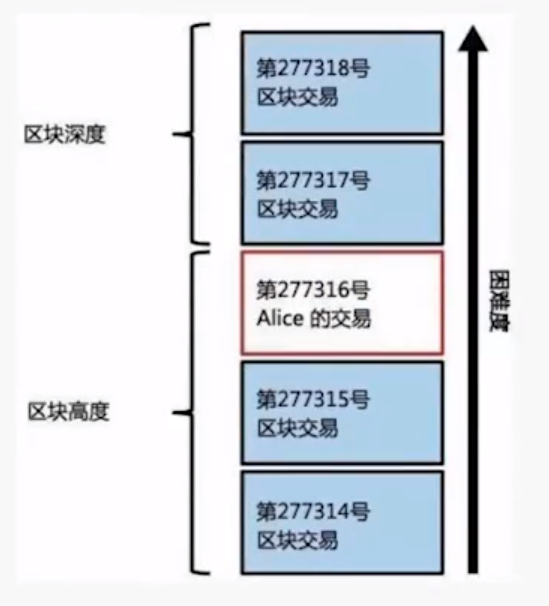 第277318号
区块交易
区块深度
第277317号
区块交易
第277316号
Alice 的交易
困难度
第277315号
区块交易
区块高度
第277314号
区块交易